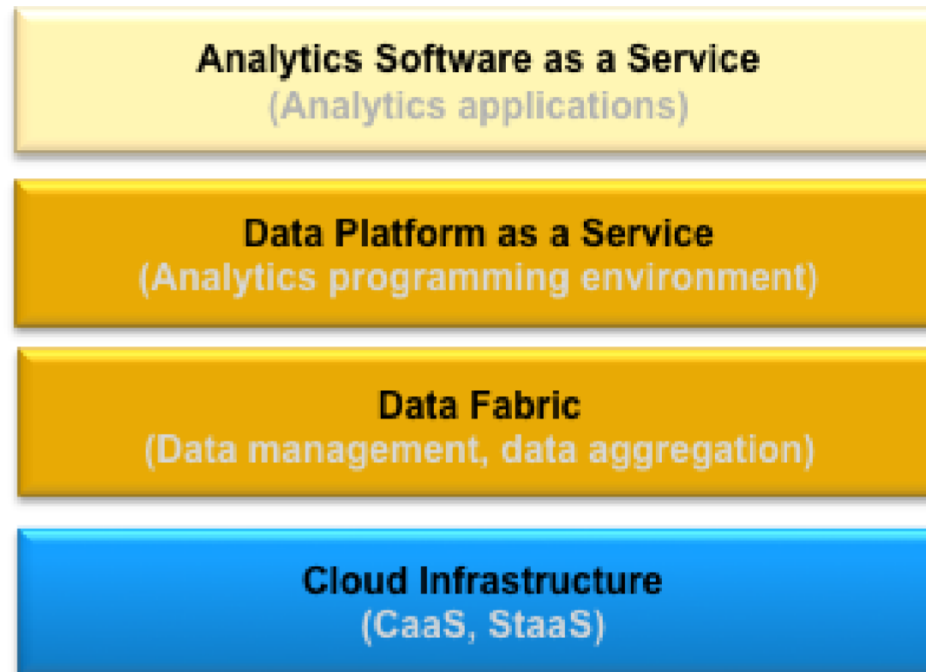 Analytics Software as a Service
(Analytics applications)
Data Platform as a Service
(Analytics programming environment)
Data Fabric
(Data management, data aggregation)
Cloud Infrastructure
(CaaS, StaaS)